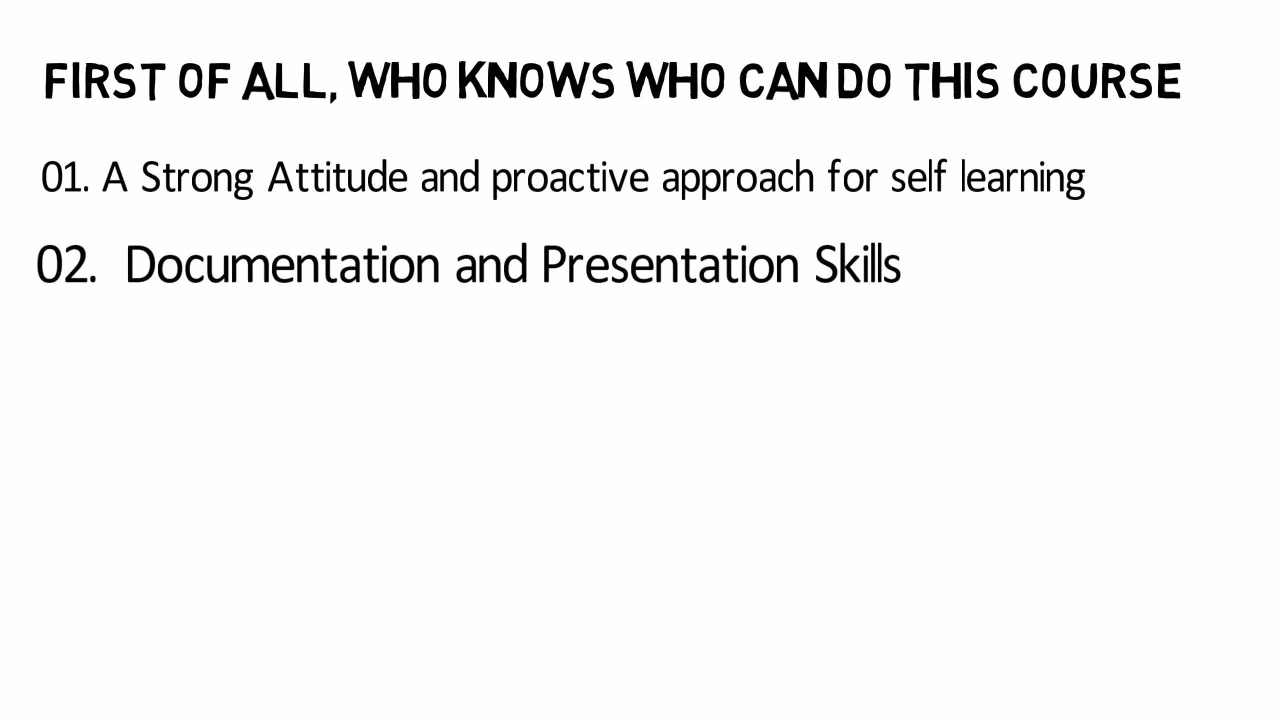 FIRST OF ALL, WHO KNOWS WHO CAN DO THIS COURSE
01. A Strong Attitude and proactive approach for self learning
02. Documentation and Presentation Skills